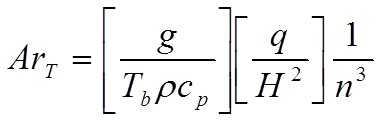 Ar_T = [g / (T_b ρ c_p)] [q / H^2] 1 / n^3